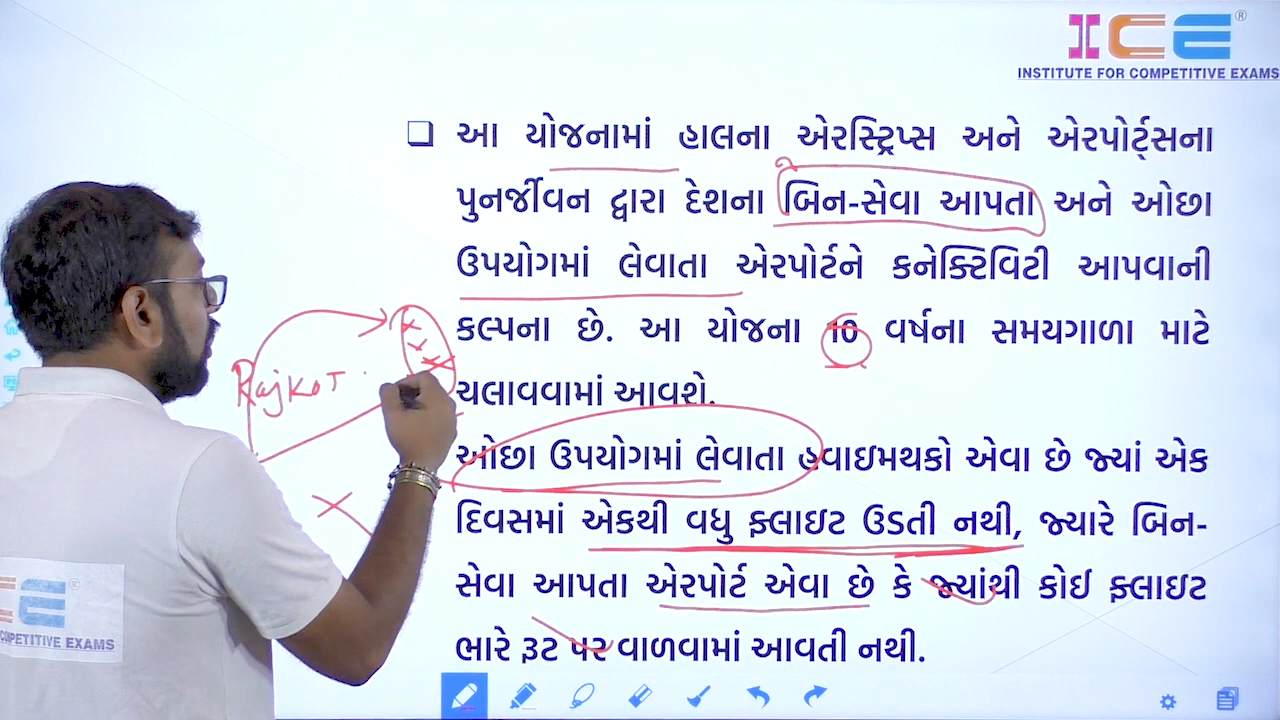 ICE®
INSTITUTE FOR COMPETITIVE EXAMS
❑ આ યોજનામાં હાલના એરસ્ટ્રિપ્સ અને એરપોર્ટ્સના
પુનર્જીવન દ્વારા દેશના બિન-સેવા આપતા અને ઓછા
ઉપયોગમાં લેવાતા એરપોર્ટને કનેક્ટિવિટી આપવાની
કલ્પના છે. આ યોજના 10 વર્ષના સમયગાળા માટે
ચલાવવામાં આવશે.
ઓછા ઉપયોગમાં લેવાતા હવાઇમથકો એવા છે જ્યાં એક
દિવસમાં એકથી વધુ ફ્લાઇટ ઉડતી નથી, જ્યારે બિન-
સેવા આપતા એરપોર્ટ એવા છે કે જ્યાંથી કોઈ ફ્લાઇટ
ભારે રૂટ પર વાળવામાં આવતી નથી.
Rajkot
CE®
COMPETITIVE EXAMS